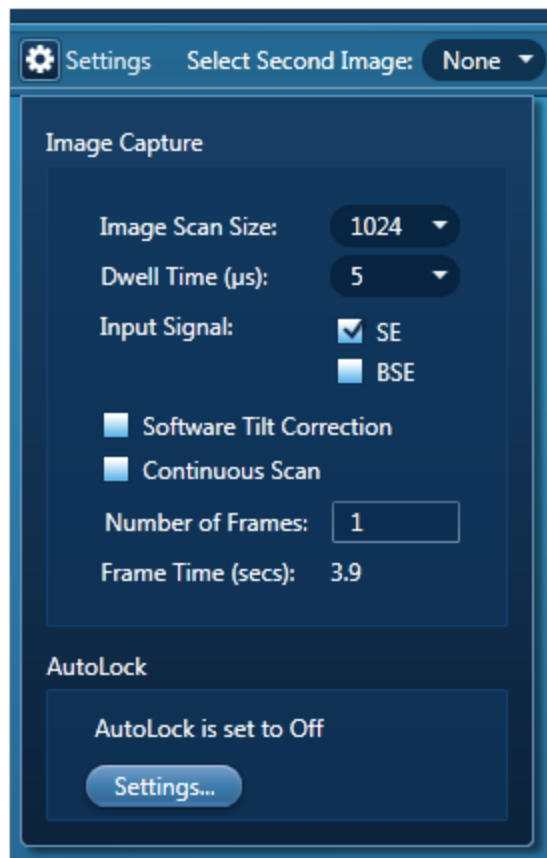 Settings Select Second Image: None
Image Capture
Image Scan Size: 1024
Dwell Time (µs): 5
Input Signal: SE
BSE
Software Tilt Correction
Continuous Scan
Number of Frames: 1
Frame Time (secs): 3.9
AutoLock
AutoLock is set to Off
Settings...